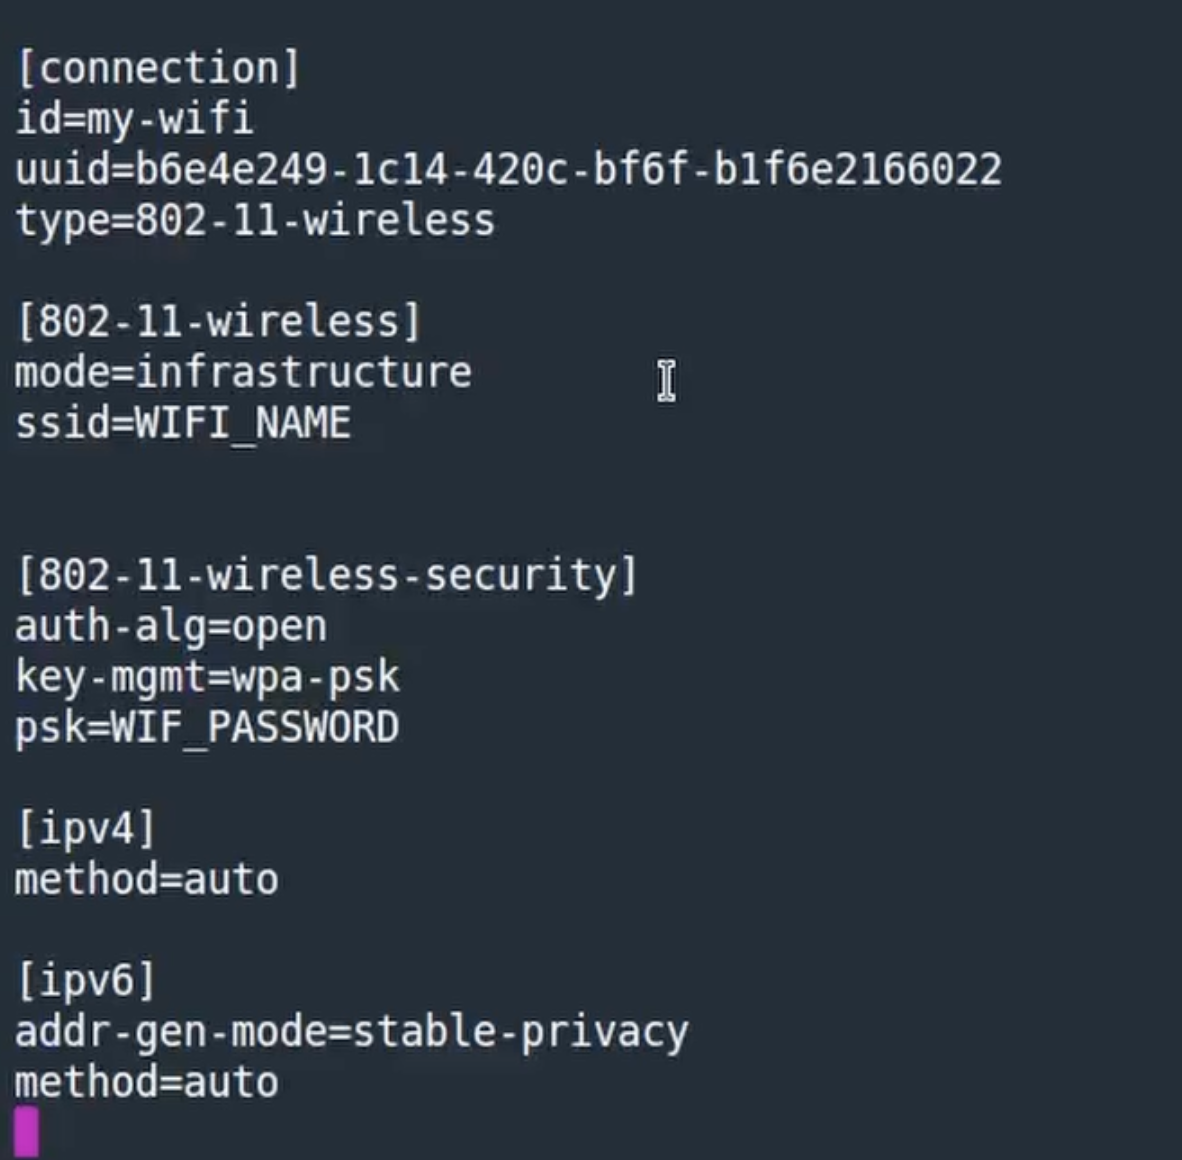 [connection]
id=my-wifi
uuid=b6e4e249-1c14-420c-bf6f-b1f6e2166022
type=802-11-wireless
[802-11-wireless]
mode=infrastructure
ssid=WIFI_NAME
[802-11-wireless-security]
auth-alg=open
key-mgmt=wpa-psk
psk=WIF_PASSWORD
[ipv4]
method=auto
[ipv6]
addr-gen-mode=stable-privacy
method=auto